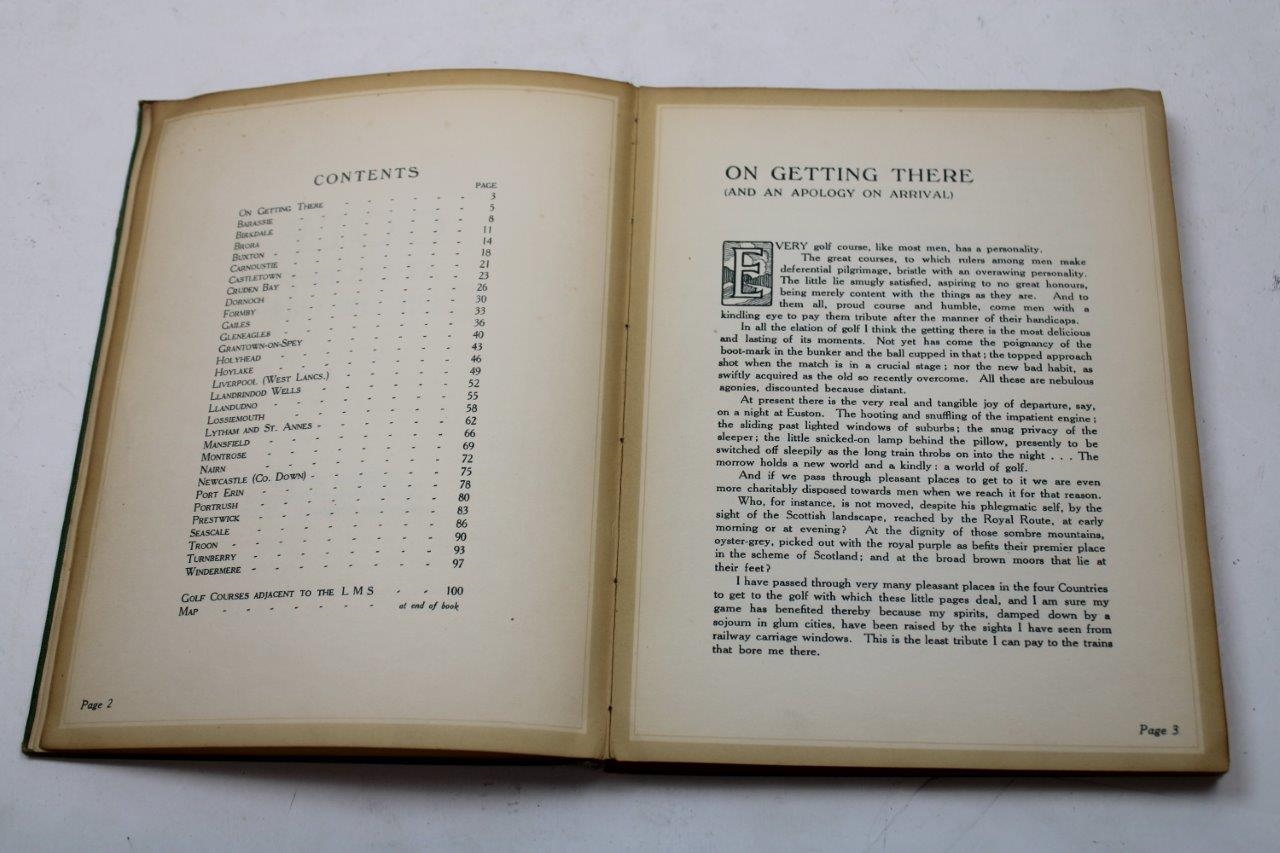 CONTENTS
PAGE
On Getting There - - - - - - 3
Barassie - - - - - - - - 5
Birkdale - - - - - - - - 8
Brora - - - - - - - - 11
Buxton - - - - - - - - 14
Carnoustie - - - - - - - 18
Castletown - - - - - - - 21
Cruden Bay - - - - - - - 23
Dornoch - - - - - - - - 26
Formby - - - - - - - - 30
Gailes - - - - - - - - 33
Gleneagles - - - - - - - 36
Grantown-on-Spey - - - - - - 40
Holyhead - - - - - - - - 43
Hoylake - - - - - - - - 46
Liverpool (West Lancs.) - - - - - 49
Llandrindod Wells - - - - - - 52
Llandudno - - - - - - - - 55
Lossiemouth - - - - - - - 58
Lytham and St. Annes - - - - - - 62
Mansfield - - - - - - - - 66
Montrose - - - - - - - - 69
Nairn - - - - - - - - 72
Newcastle (Co. Down) - - - - - - 75
Port Erin - - - - - - - - 78
Portrush - - - - - - - - 80
Prestwick - - - - - - - - 83
Seascale - - - - - - - - 86
Troon - - - - - - - - 90
Turnberry - - - - - - - - 93
Windermere - - - - - - - - 97
Golf Courses adjacent to the L M S - - 100
Map - - - - - - - at end of book
Page 2
ON GETTING THERE
(AND AN APOLOGY ON ARRIVAL)
EVERY golf course, like most men, has a personality.
The great courses, to which rulers among men make
deferential pilgrimage, bristle with an overawing personality.
The little lie smugly satisfied, aspiring to no great honours,
being merely content with the things as they are. And to
them all, proud course and humble, come men with a
kindling eye to pay them tribute after the manner of their handicaps.
In all the elation of golf I think the getting there is the most delicious
and lasting of its moments. Not yet has come the poignancy of the
boot-mark in the bunker and the ball cupped in that; the topped approach
shot when the match is in a crucial stage; nor the new bad habit, as
swiftly acquired as the old so recently overcome. All these are nebulous
agonies, discounted because distant.
At present there is the very real and tangible joy of departure, say,
on a night at Euston. The hooting and snuffling of the impatient engine;
the sliding past lighted windows of suburbs; the snug privacy of the
sleeper; the little snicked-on lamp behind the pillow, presently to be
switched off sleepily as the long train throbs on into the night . . . The
morrow holds a new world and a kindly: a world of golf.
And if we pass through pleasant places to get to it we are even
more charitably disposed towards men when we reach it for that reason.
Who, for instance, is not moved, despite his phlegmatic self, by the
sight of the Scottish landscape, reached by the Royal Route, at early
morning or at evening? At the dignity of those sombre mountains,
oyster-grey, picked out with the royal purple as befits their premier place
in the scheme of Scotland; and at the broad brown moors that lie at
their feet?
I have passed through very many pleasant places in the four Countries
to get to the golf with which these little pages deal, and I am sure my
game has benefited thereby because my spirits, damped down by a
sojourn in glum cities, have been raised by the sights I have seen from
railway carriage windows. This is the least tribute I can pay to the trains
that bore me there.
Page 3